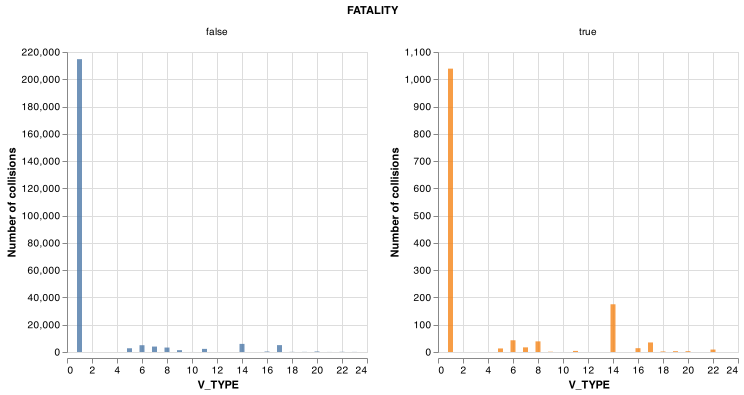 FATALITY
false
true
Number of collisions
220,000
200,000
180,000
160,000
140,000
120,000
100,000
80,000
60,000
40,000
20,000
0
0 2 4 6 8 10 12 14 16 18 20 22 24
V_TYPE
Number of collisions
1,100
1,000
900
800
700
600
500
400
300
200
100
0
0 2 4 6 8 10 12 14 16 18 20 22 24
V_TYPE